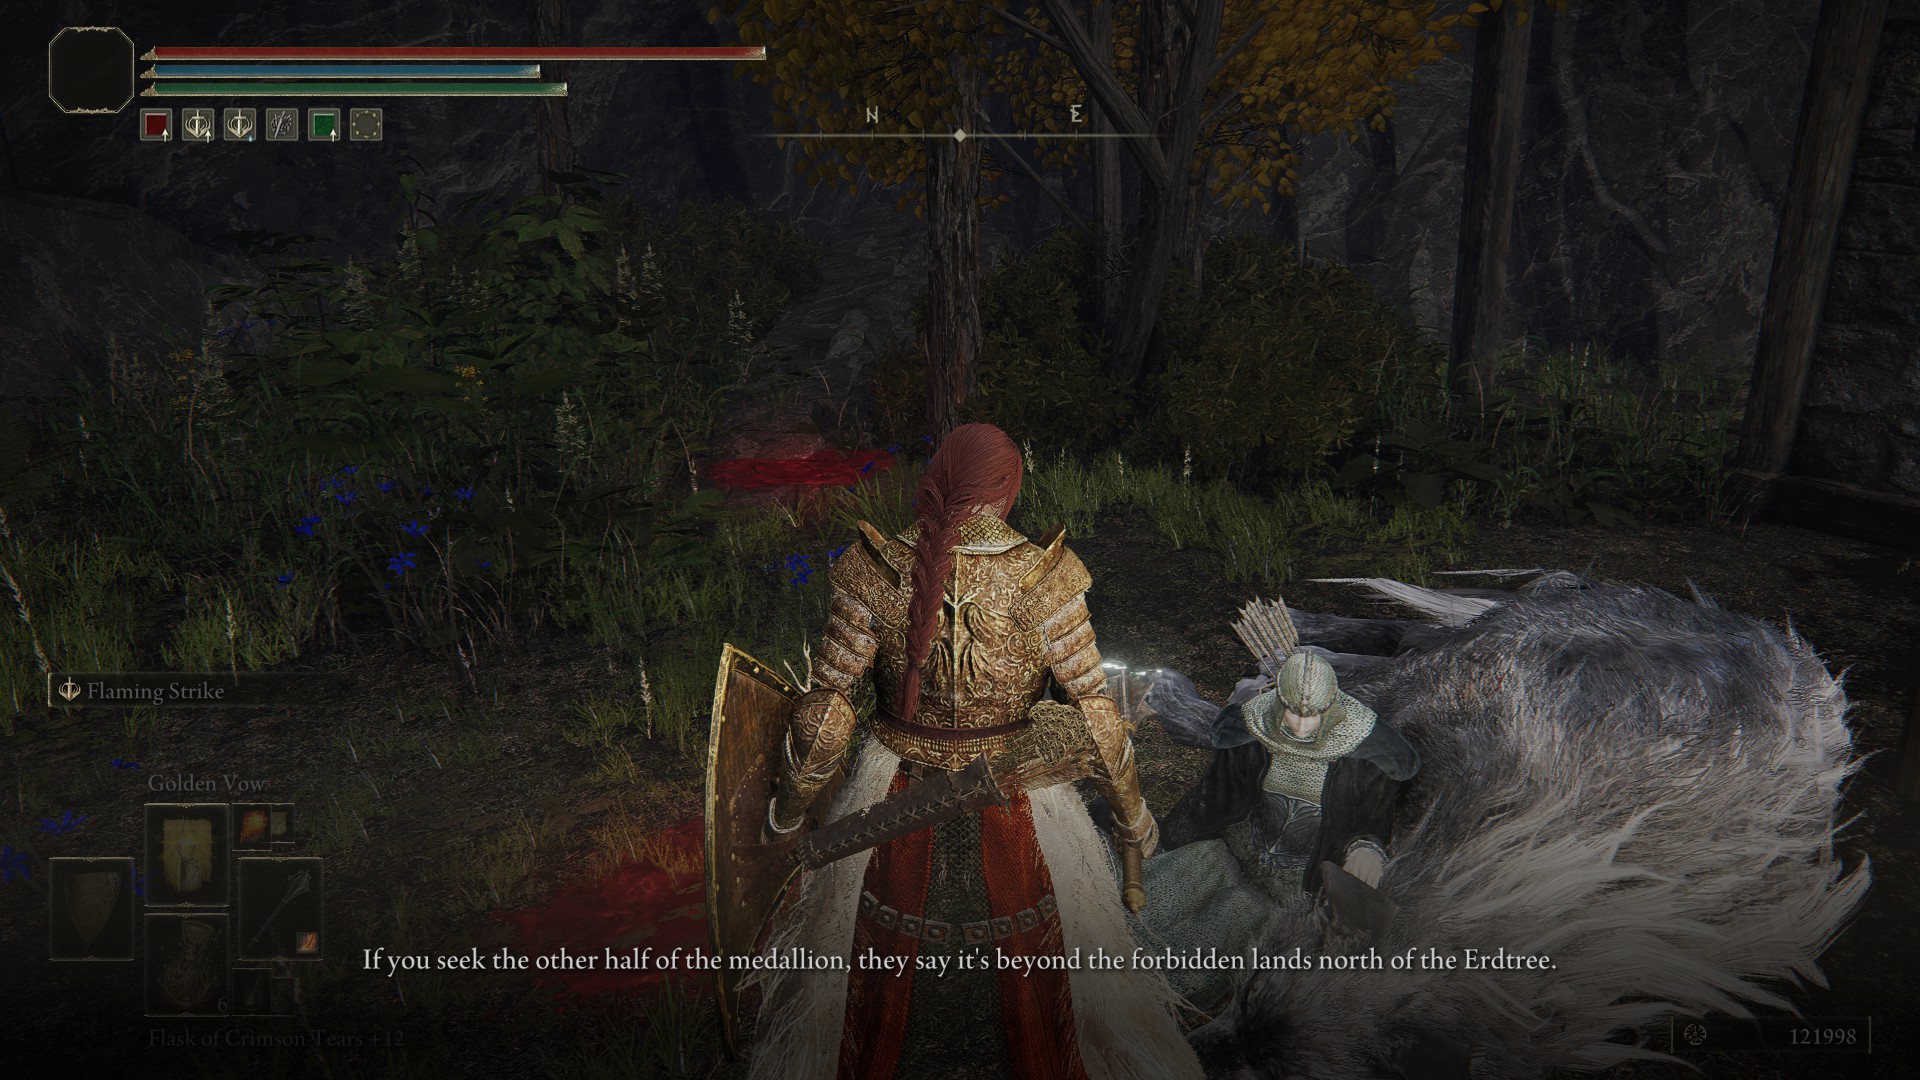 N E
Flaming Strike
Golden Vow
6
If you seek the other half of the medallion, they say it's beyond the forbidden lands north of the Erdtree.
Flask of Crimson Tears +12
121998